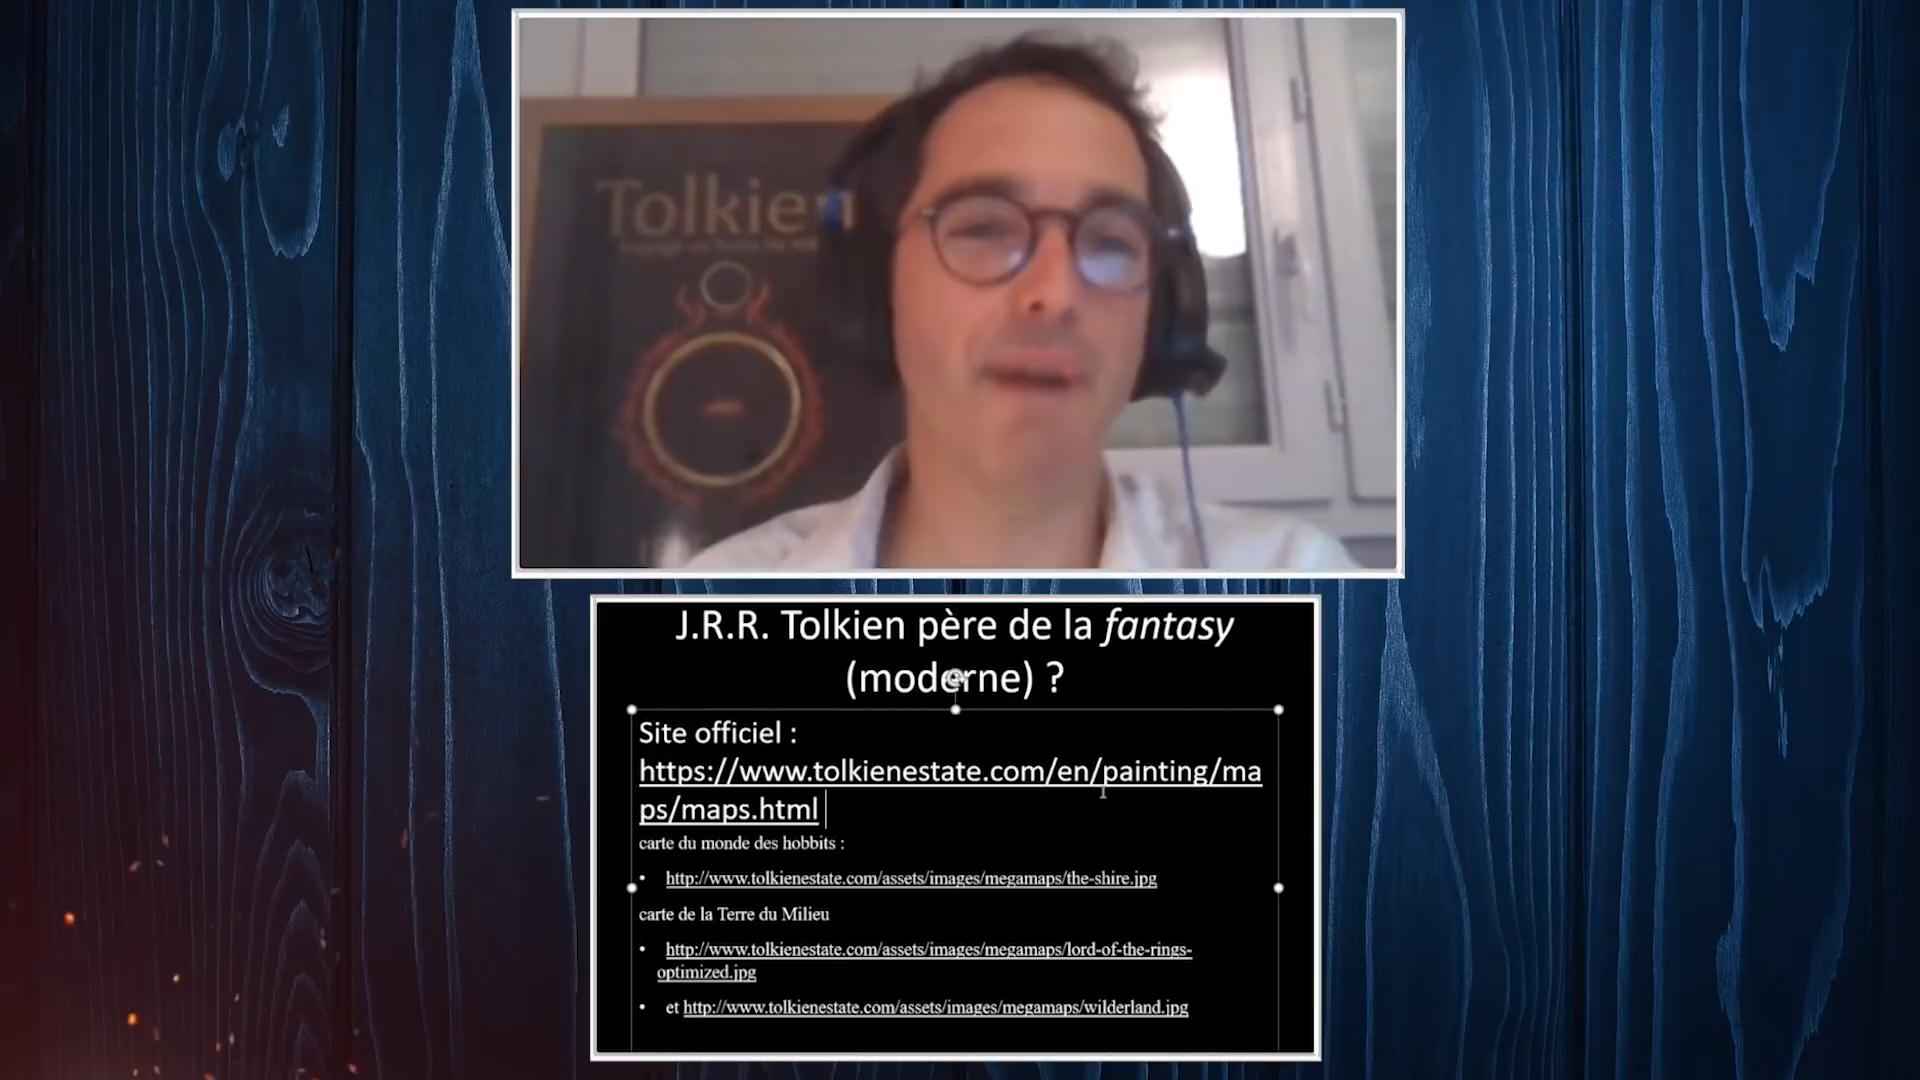 Tolkien
J.R.R. Tolkien père de la fantasy
(moderne) ?
Site officiel :
https://www.tolkienestate.com/en/painting/ma
ps/maps.html
carte du monde des hobbits :
• http://www.tolkienestate.com/assets/images/megamaps/the-shire.jpg
carte de la Terre du Milieu
• http://www.tolkienestate.com/assets/images/megamaps/lord-of-the-rings-
optimized.jpg
• et http://www.tolkienestate.com/assets/images/megamaps/wilderland.jpg